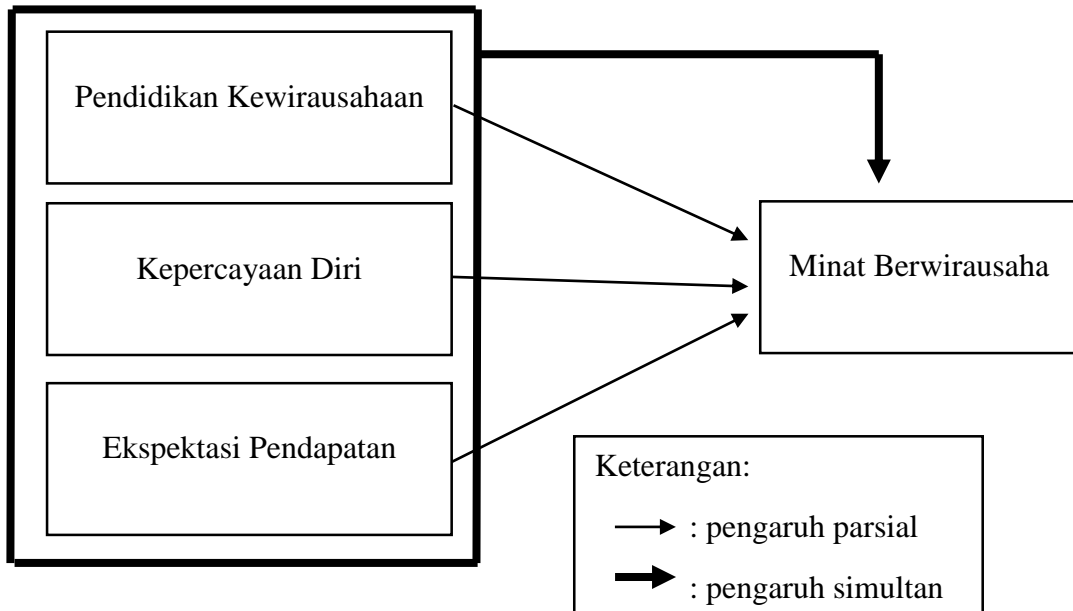 Pendidikan Kewirausahaan
Kepercayaan Diri
Ekspektasi Pendapatan
Minat Berwirausaha
Keterangan:
: pengaruh parsial
: pengaruh simultan